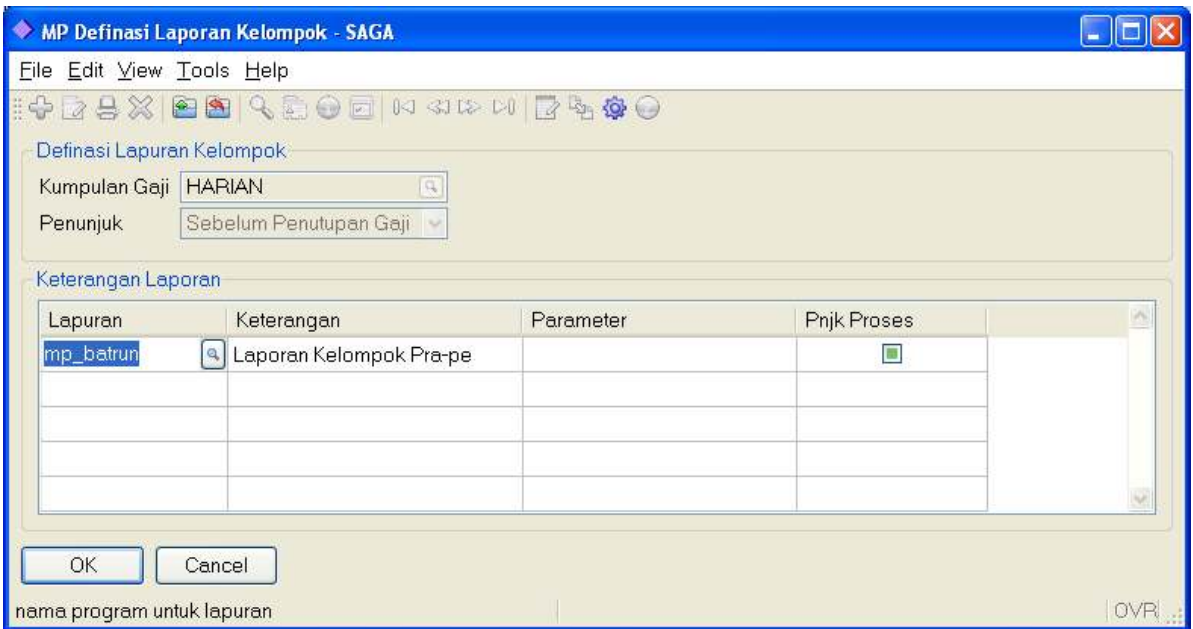 MP Definasi Laporan Kelompok - SAGA
File Edit View Tools Help
Definasi Lapuran Kelompok
Kumpulan Gaji HARIAN
Penunjuk Sebelum Penutupan Gaji
Keterangan Laporan
Lapuran Keterangan Parameter Pnjk Proses
mp_batrun Laporan Kelompok Pra-pe
OK Cancel
nama program untuk lapuran OVR